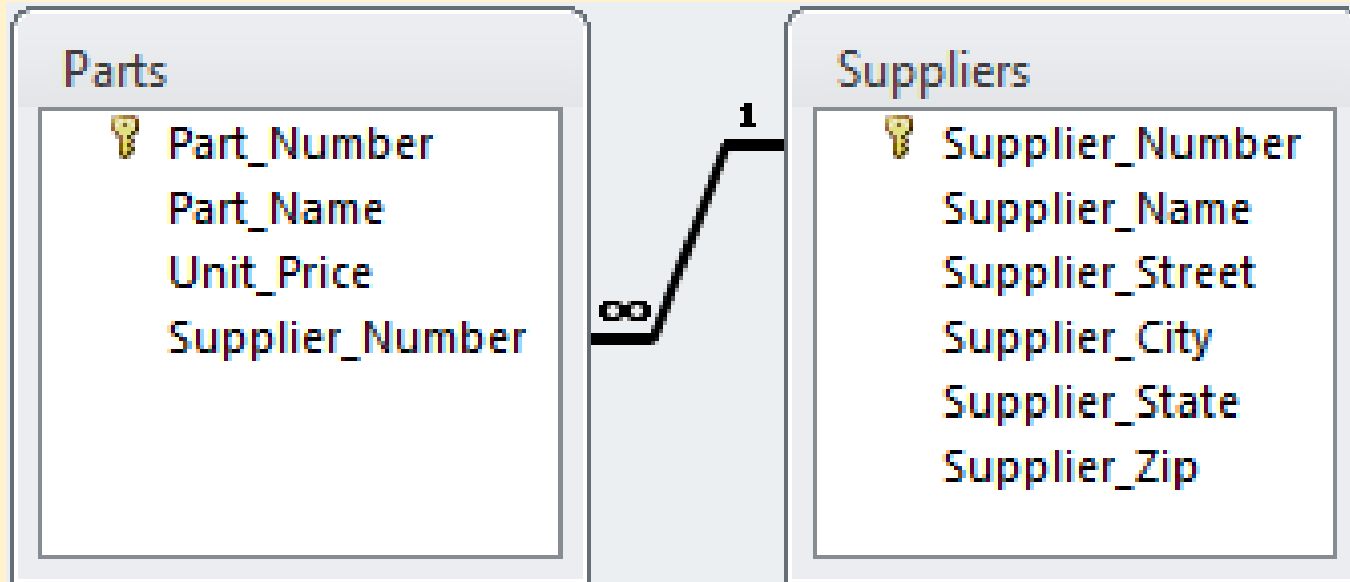 Parts
Part_Number
Part_Name
Unit_Price
Supplier_Number
1
∞
Suppliers
Supplier_Number
Supplier_Name
Supplier_Street
Supplier_City
Supplier_State
Supplier_Zip